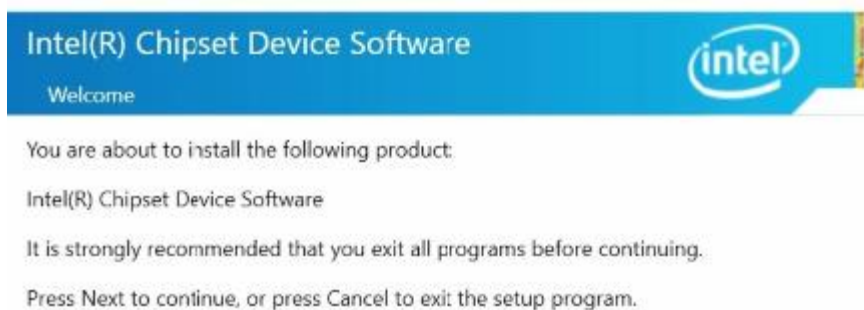 Intel(R) Chipset Device Software
intel
Welcome
You are about to install the following product:
Intel(R) Chipset Device Software
It is strongly recommended that you exit all programs before continuing.
Press Next to continue, or press Cancel to exit the setup program.